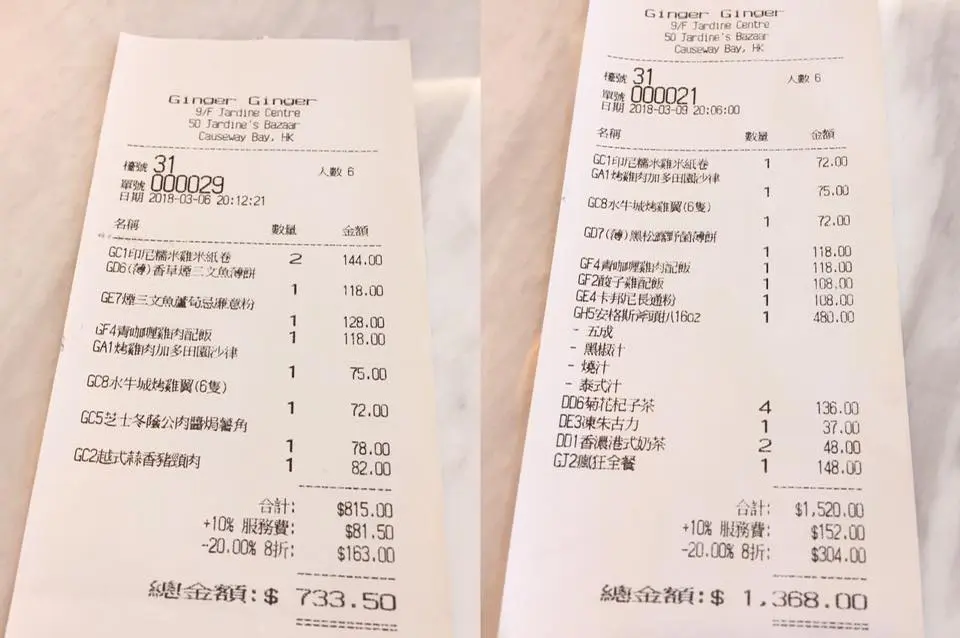 Ginger Ginger
9/F Jardine Centre
50 Jardine's Bazaar
Causeway Bay, HK
檯號 31 人數 6
單號 000029
日期 2018-03-06 20:12:21
名稱 數量 金額
GC1印尼糯米雞米紙卷 2 144.00
GD6(薄)香草煙三文魚薄餅
1 118.00
GE7煙三文魚蘆筍忌廉意粉
1 128.00
GF4青咖喱雞肉配飯 1 118.00
GA1烤雞肉加多田園沙律
1 75.00
GC8水牛城烤雞翼(6隻)
1 72.00
GC5芝士冬蔭公肉醬焗薯角
1 78.00
GC2越式蒜香豬頸肉 1 82.00
合計: $815.00
+10% 服務費: $81.50
-20.00% 8折: $163.00
總金額:$ 733.50
Ginger Ginger
9/F Jardine Centre
50 Jardine's Bazaar
Causeway Bay, HK
檯號 31 人數 6
單號 000021
日期 2018-03-09 20:06:00
名稱 數量 金額
GC1印尼糯米雞米紙卷 1 72.00
GA1烤雞肉加多田園沙律
1 75.00
GC8水牛城烤雞翼(6隻)
1 72.00
GD7(薄)黑松露野菌薄餅
1 118.00
GF4青咖喱雞肉配飯 1 118.00
GF2酸子雞配飯 1 108.00
GE4卡邦尼長通粉 1 108.00
GH5安格斯斧頭扒16oz 1 480.00
- 五成
- 黑椒汁
- 燒汁
- 泰式汁
DD6菊花杞子茶 4 136.00
DE3凍朱古力 1 37.00
DD1香濃港式奶茶 2 48.00
GJ2瘋狂全餐 1 148.00
合計: $1,520.00
+10% 服務費: $152.00
-20.00% 8折: $304.00
總金額:$ 1,368.00